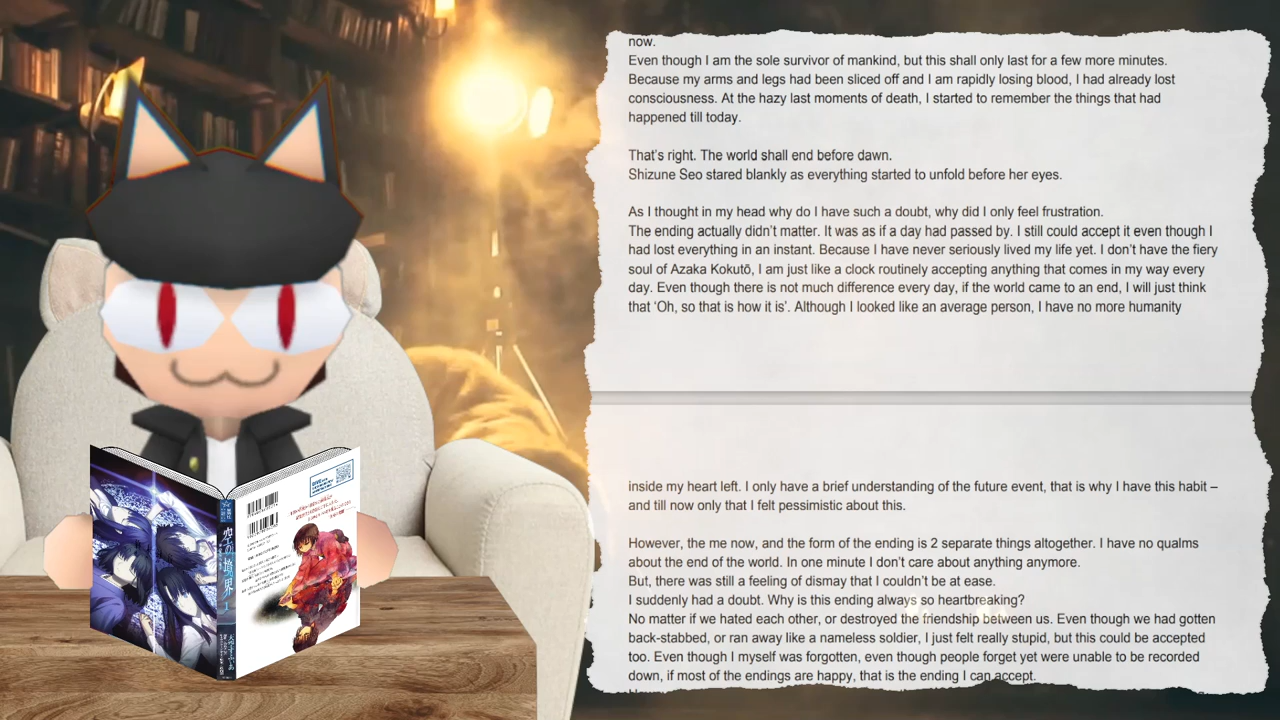 now.
Even though I am the sole survivor of mankind, but this shall only last for a few more minutes.
Because my arms and legs had been sliced off and I am rapidly losing blood, I had already lost
consciousness. At the hazy last moments of death, I started to remember the things that had
happened till today.
That's right. The world shall end before dawn.
Shizune Seo stared blankly as everything started to unfold before her eyes.
As I thought in my head why do I have such a doubt, why did I only feel frustration.
The ending actually didn't matter. It was as if a day had passed by. I still could accept it even though I
had lost everything in an instant. Because I have never seriously lived my life yet. I don't have the fiery
soul of Azaka Kokutō, I am just like a clock routinely accepting anything that comes in my way every
day. Even though there is not much difference every day, if the world came to an end, I will just think
that 'Oh, so that is how it is'. Although I looked like an average person, I have no more humanity
inside my heart left. I only have a brief understanding of the future event, that is why I have this habit –
and till now only that I felt pessimistic about this.
However, the me now, and the form of the ending is 2 separate things altogether. I have no qualms
about the end of the world. In one minute I don't care about anything anymore.
But, there was still a feeling of dismay that I couldn't be at ease.
I suddenly had a doubt. Why is this ending always so heartbreaking?
No matter if we hated each other, or destroyed the friendship between us. Even though we had gotten
back-stabbed, or ran away like a nameless soldier, I just felt really stupid, but this could be accepted
too. Even though I myself was forgotten, even though people forget yet were unable to be recorded
down, if most of the endings are happy, that is the ending I can accept.
空の境界
1